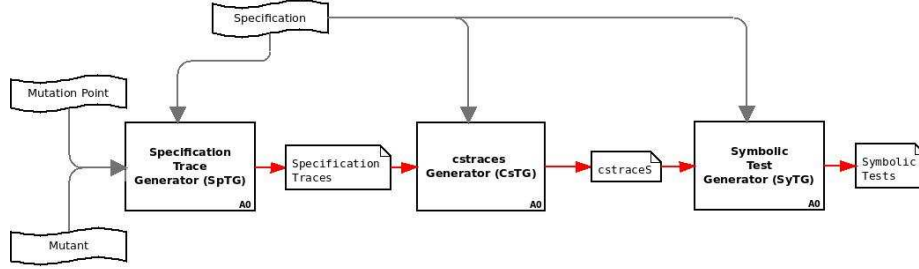 Specification
Mutation Point
Specification
Trace
Generator (SpTG)
A0
Specification
Traces
cstraces
Generator (CsTG)
A0
cstraceS
Symbolic
Test
Generator (SyTG)
A0
Symbolic
Tests
Mutant